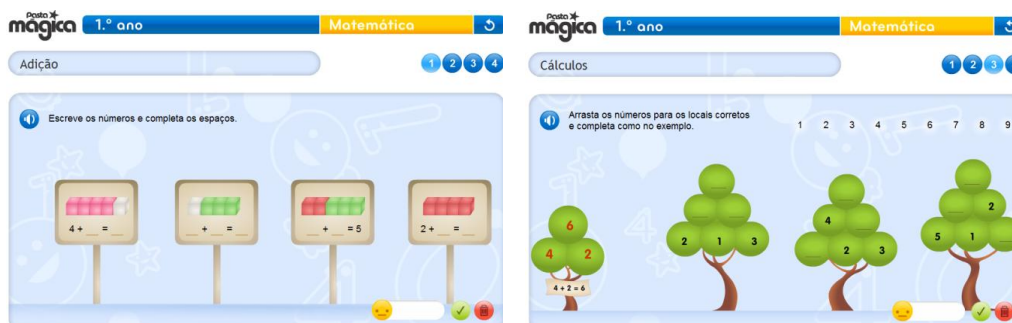 Pasta
mágica
1.º ano
Matemática
Adição
1 2 3 4
Escreve os números e completa os espaços.
4 + __ = __
__ + __ = __
__ + __ = 5
2 + __ = __
Pasta
mágica
1.º ano
Matemática
Cálculos
1 2 3
Arrasta os números para os locais corretos
e completa como no exemplo.
1 2 3 4 5 6 7 8 9
6
4 2
4 + 2 = 6
2 1 3
4
2 3
2
5 1